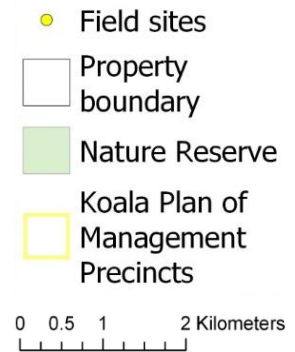 Field sites
Property
boundary
Nature Reserve
Koala Plan of
Management
Precincts
0 0.5 1 2 Kilometers